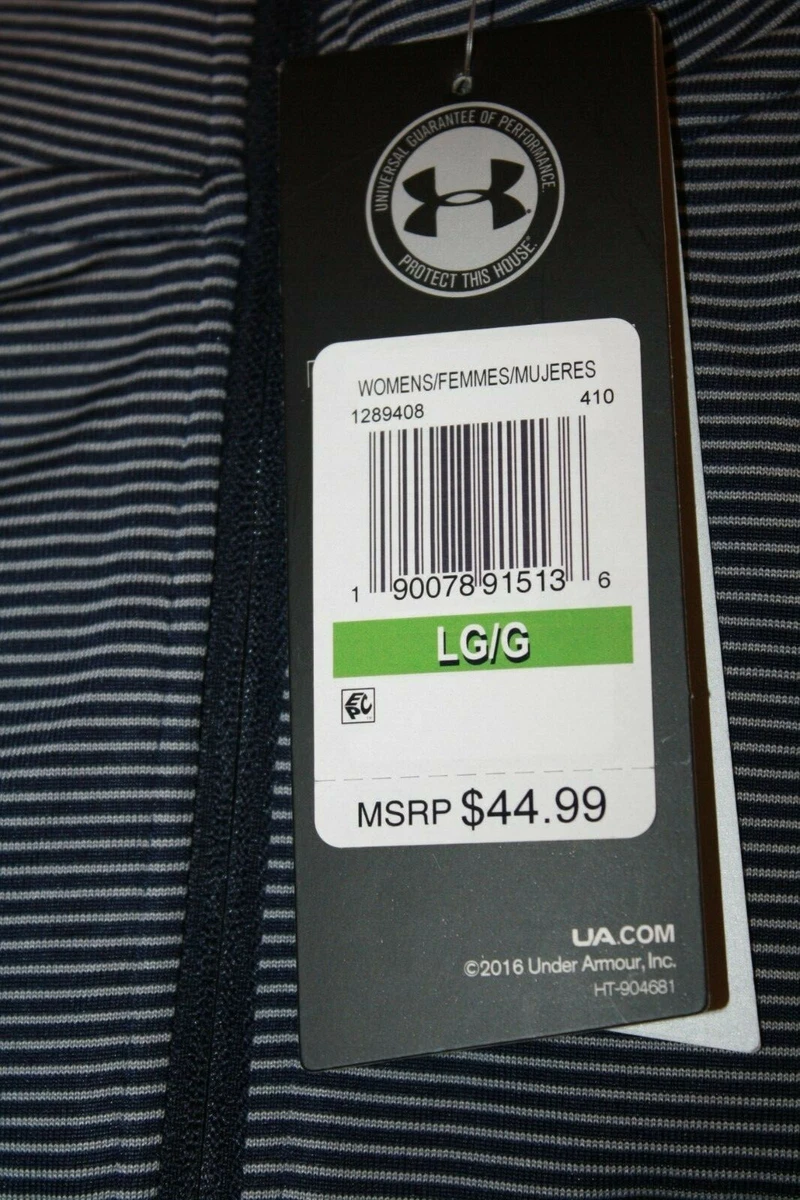 UNIVERSAL GUARANTEE OF PERFORMANCE.
PROTECT THIS HOUSE.
WOMENS/FEMMES/MUJERES
1289408 410
1 90078 91513 6
LG/G
EPC
MSRP $44.99
UA.COM
©2016 Under Armour, Inc.
HT-904681